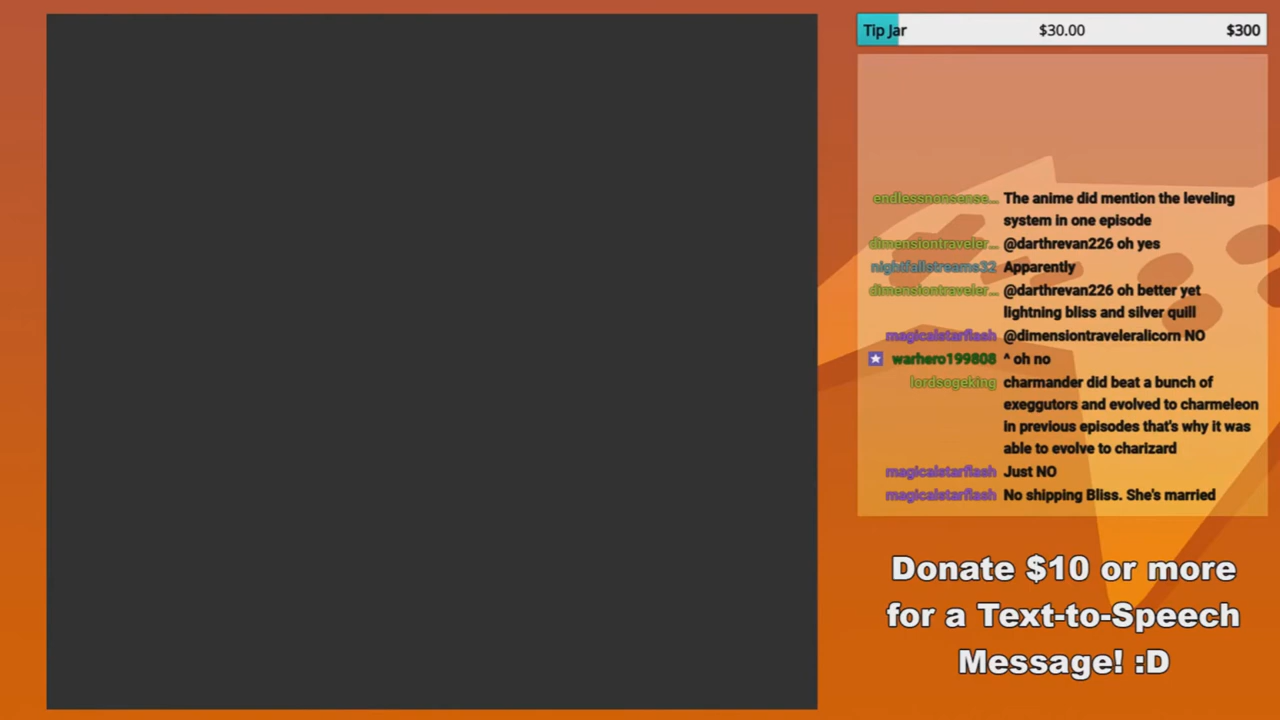 Tip Jar $30.00 $300
endlessnonsense... The anime did mention the leveling
system in one episode
dimensiontraveler... @darthrevan226 oh yes
nightfallstreams32 Apparently
dimensiontraveler... @darthrevan226 oh better yet
lightning bliss and silver quill
magicalstarflash @dimensiontraveleralicorn NO
warhero199808 ^ oh no
lordsogeking charmander did beat a bunch of
exeggutors and evolved to charmeleon
in previous episodes that's why it was
able to evolve to charizard
magicalstarflash Just NO
magicalstarflash No shipping Bliss. She's married
Donate $10 or more
for a Text-to-Speech
Message! :D